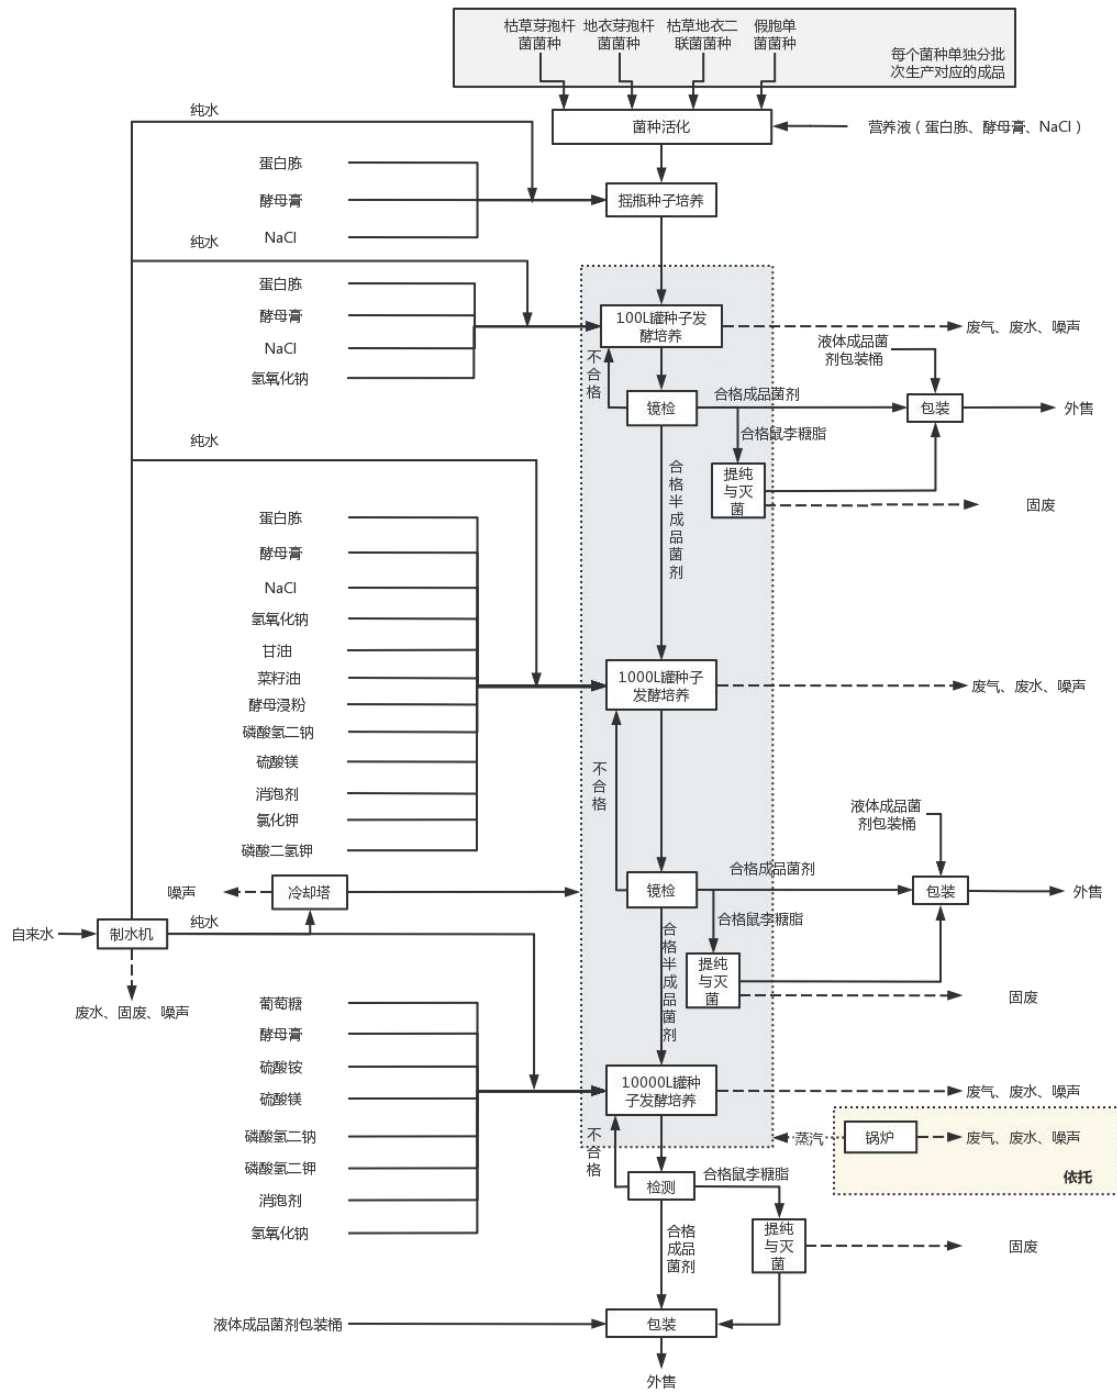 枯草芽孢杆
菌菌种
地衣芽孢杆
菌菌种
枯草地衣二
联菌菌种
假胞单
菌菌种
每个菌种单独分批
次生产对应的成品
纯水
菌种活化
营养液（蛋白胨、酵母膏、NaCl）
蛋白胨
酵母膏
摇瓶种子培养
NaCl
纯水
蛋白胨
酵母膏
100L罐种子发
酵培养
废气、废水、噪声
NaCl
氢氧化钠
不合格
液体成品菌
剂包装桶
镜检
合格成品菌剂
包装
外售
合格鼠李糖脂
纯水
合格半成品菌剂
提纯
与灭
菌
固废
蛋白胨
酵母膏
NaCl
氢氧化钠
甘油
菜籽油
1000L罐种子
发酵培养
废气、废水、噪声
酵母浸粉
磷酸氢二钠
硫酸镁
不合格
消泡剂
氯化钾
液体成品菌
剂包装桶
磷酸二氢钾
噪声
冷却塔
镜检
合格成品菌剂
包装
外售
合格鼠李糖脂
自来水
制水机
纯水
合格半成品菌剂
提纯
与灭
菌
固废
废水、固废、噪声
葡萄糖
酵母膏
硫酸铵
硫酸镁
10000L罐种
子发酵培养
废气、废水、噪声
磷酸氢二钠
不合格
蒸汽
锅炉
废气、废水、噪声
依托
磷酸氢二钾
检测
合格鼠李糖脂
消泡剂
氢氧化钠
合格
成品
菌剂
提纯
与灭
菌
固废
液体成品菌剂包装桶
包装
外售